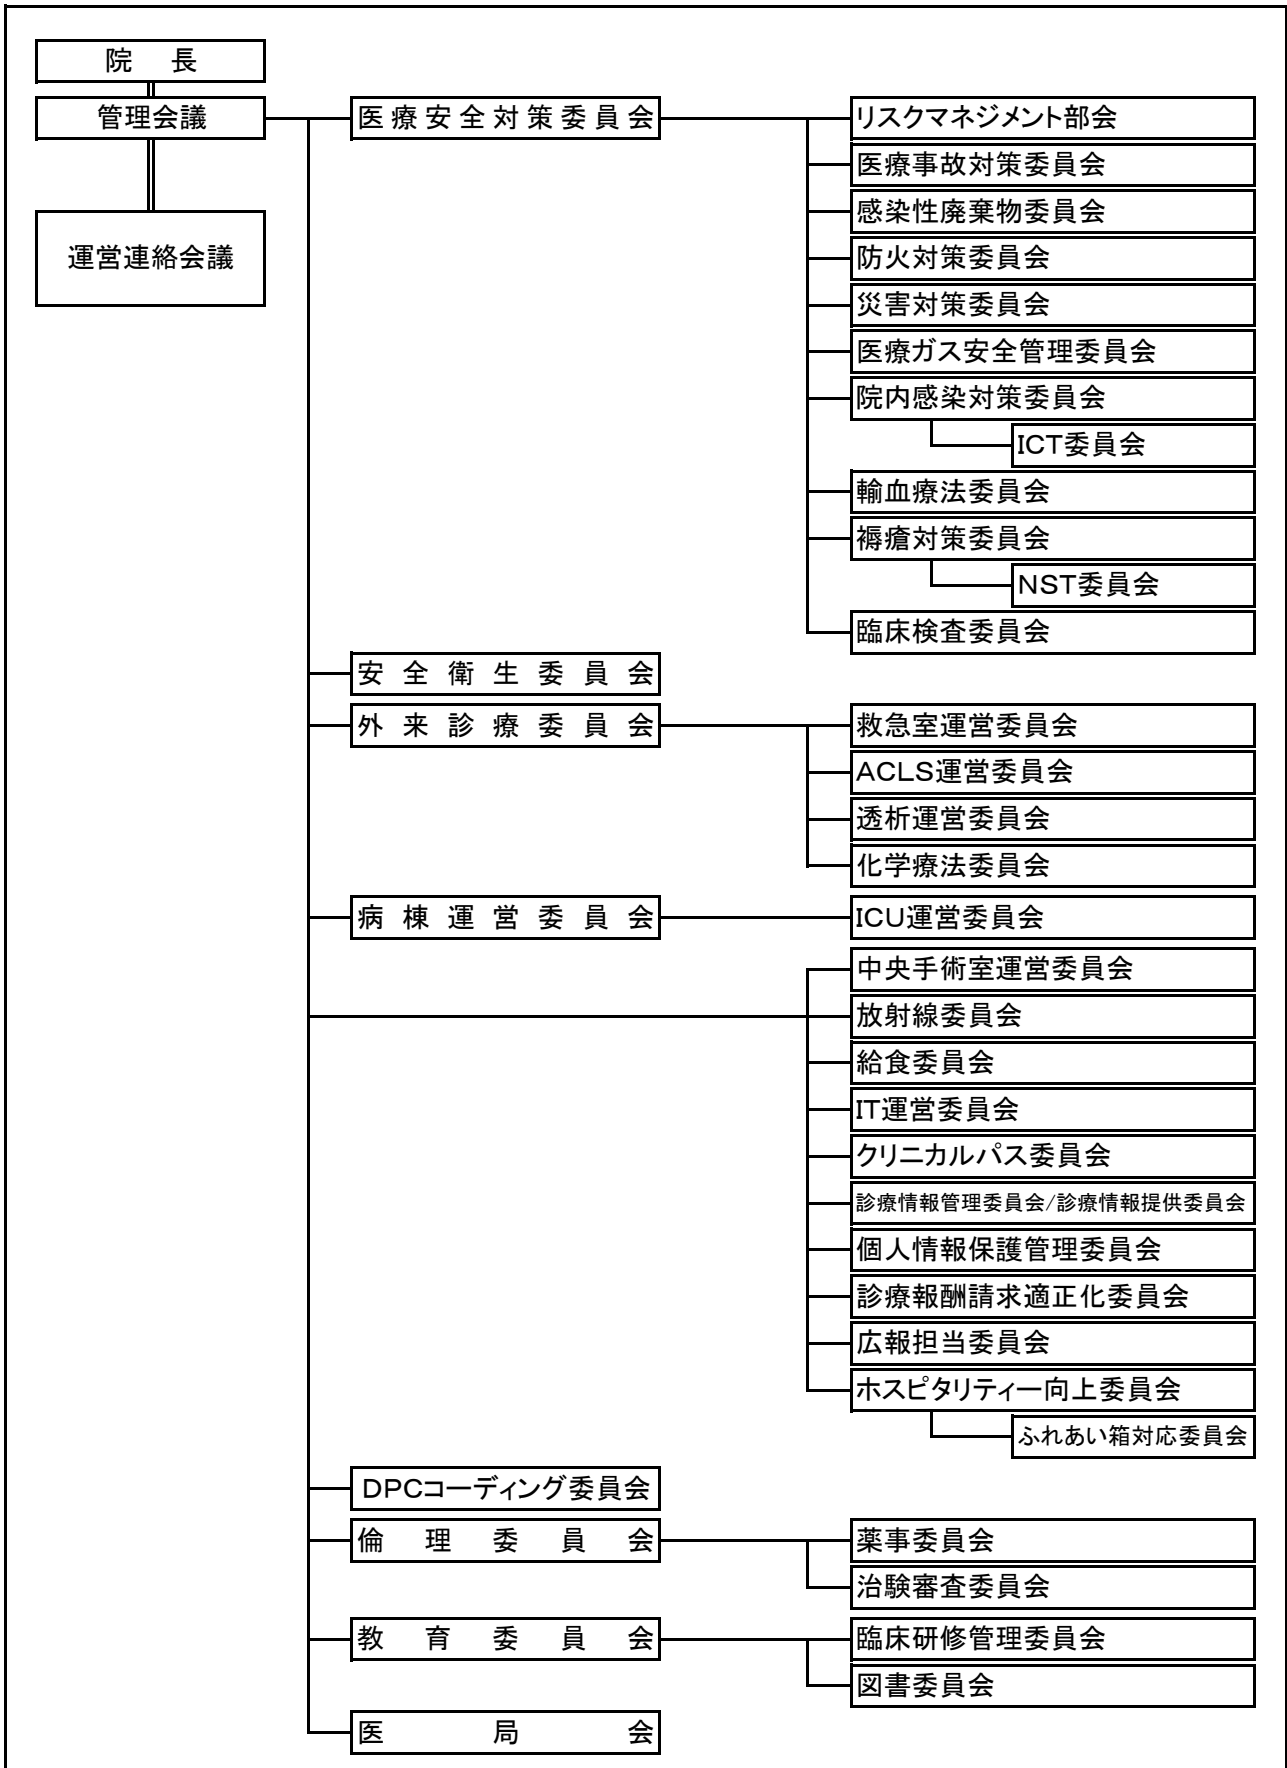 院長
管理会議
医療安全対策委員会
リスクマネジメント部会
医療事故対策委員会
感染性廃棄物委員会
運営連絡会議
防火対策委員会
災害対策委員会
医療ガス安全管理委員会
院内感染対策委員会
ICT委員会
輸血療法委員会
褥瘡対策委員会
NST委員会
臨床検査委員会
安全衛生委員会
外来診療委員会
救急室運営委員会
ACLS運営委員会
透析運営委員会
化学療法委員会
病棟運営委員会
ICU運営委員会
中央手術室運営委員会
放射線委員会
給食委員会
IT運営委員会
クリニカルパス委員会
診療情報管理委員会/診療情報提供委員会
個人情報保護管理委員会
診療報酬請求適正化委員会
広報担当委員会
ホスピタリティー向上委員会
ふれあい箱対応委員会
DPCコーディング委員会
倫理委員会
薬事委員会
治験審査委員会
教育委員会
臨床研修管理委員会
図書委員会
医局会